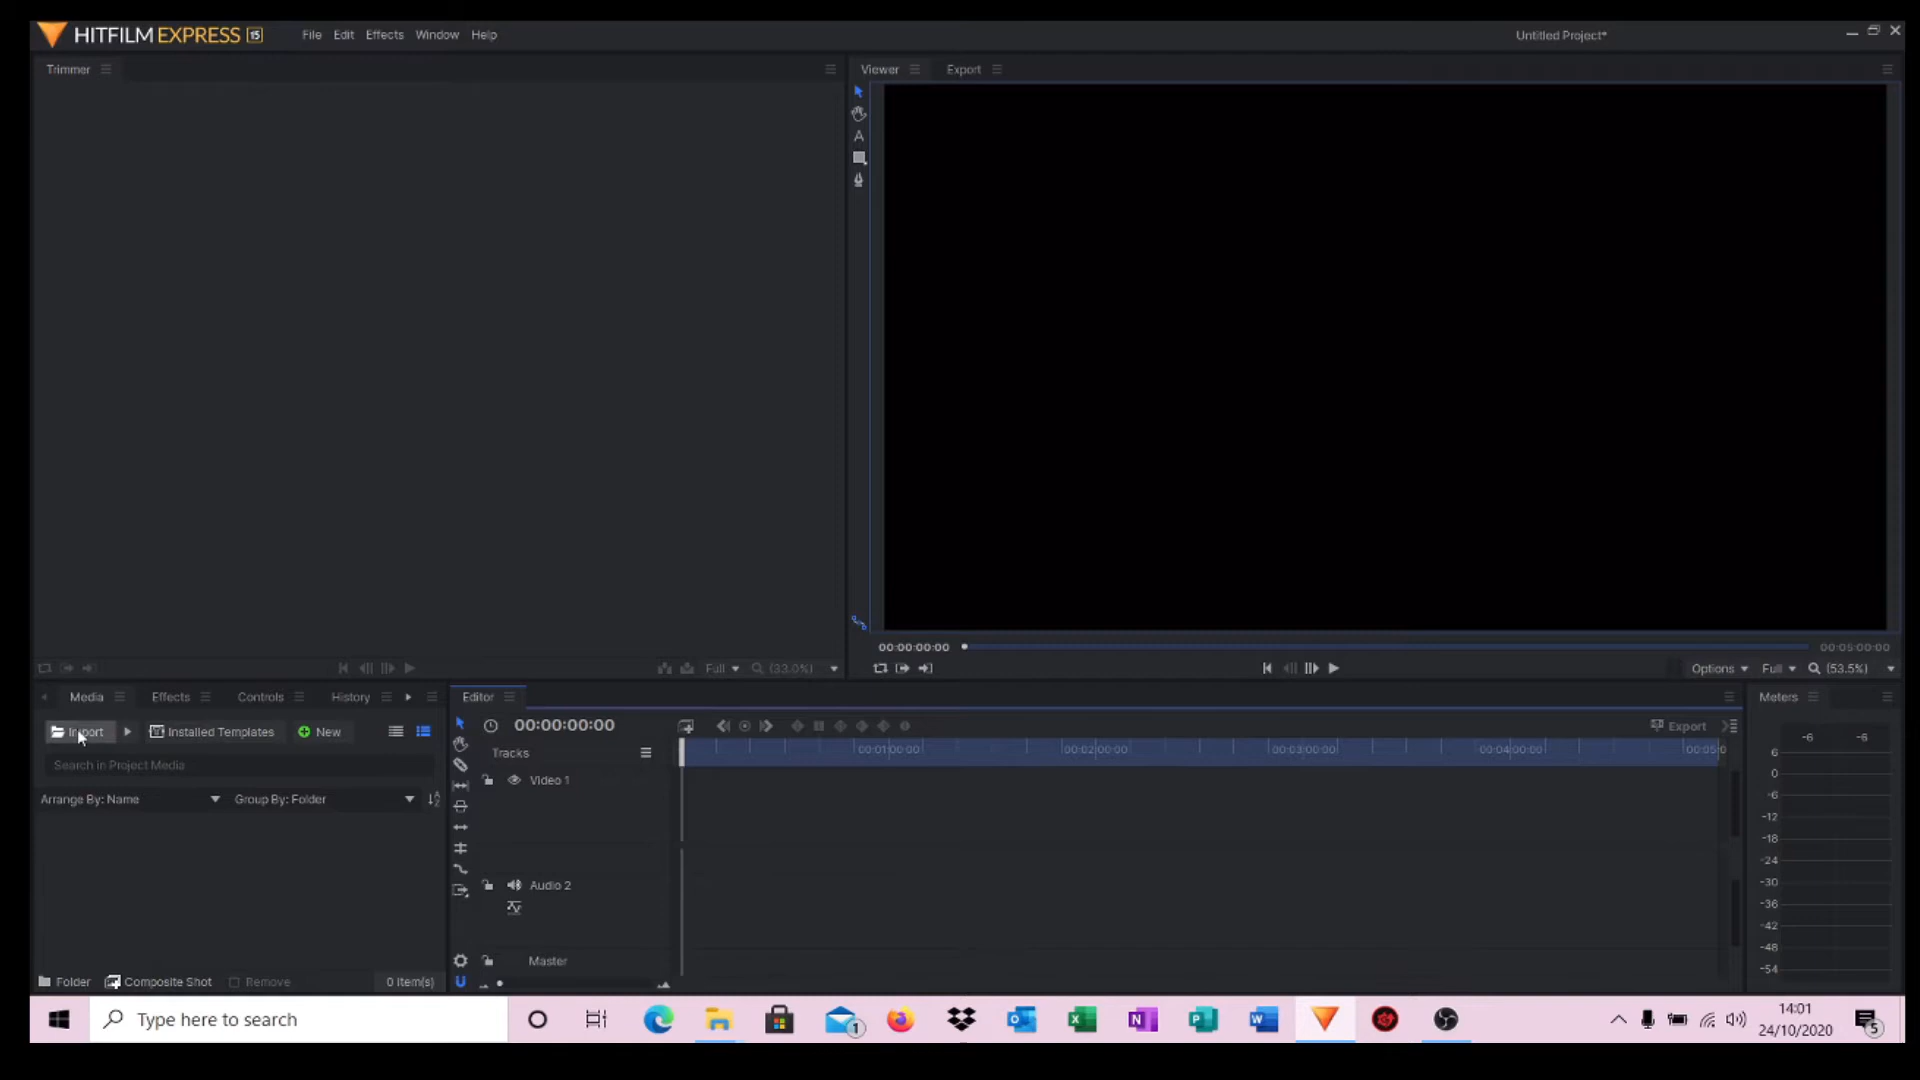 HITFILM EXPRESS 15 File Edit Effects Window Help Untitled Project*
Trimmer
Viewer Export
A
00:00:00:00 00:05:00:00
Full (33.0%)
Options Full (53.5%)
Media Effects Controls History
Editor
Meters
Import Installed Templates New
00:00:00:00
Export
Search in Project Media
Tracks
00:01:00:00 00:02:00:00 00:03:00:00 00:04:00:00
Arrange By: Name Group By: Folder
Video 1
Audio 2
Master
-6 -6
6
0
-6
-12
-18
-24
-30
-36
-42
-48
-54
Folder Composite Shot Remove 0 Item(s)
Type here to search
1
14:01
24/10/2020
5